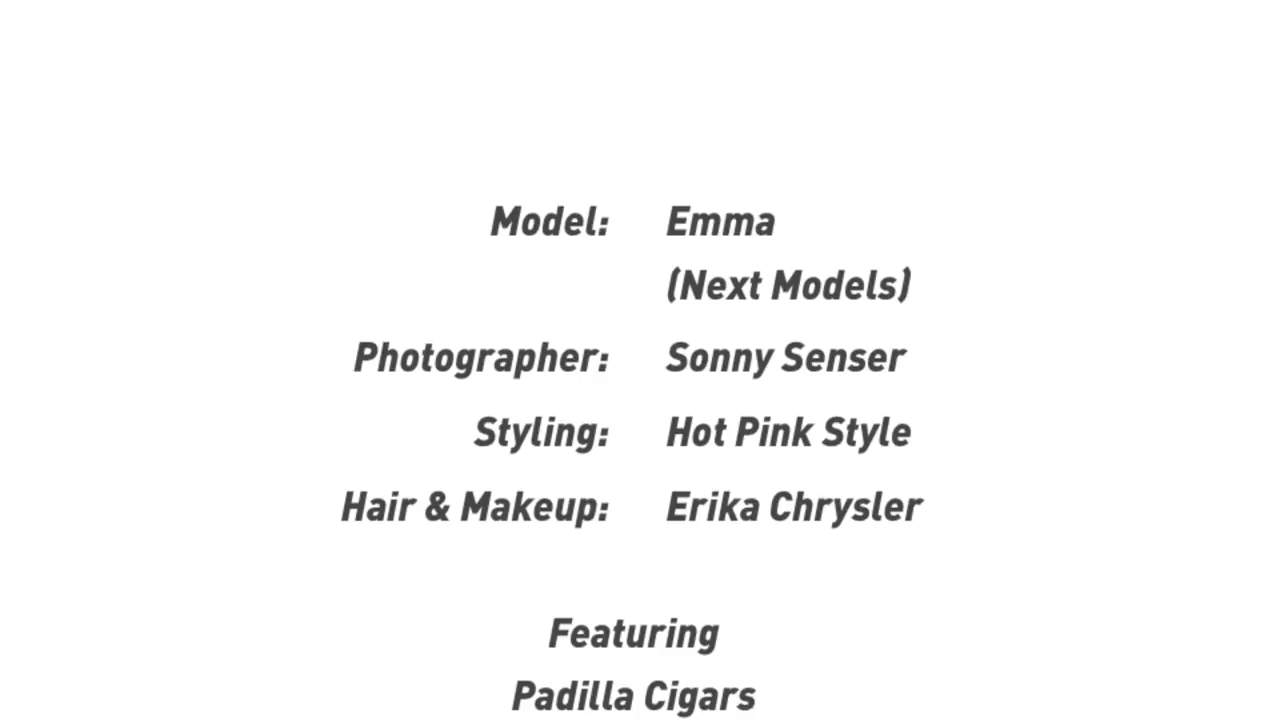 Model: Emma
(Next Models)
Photographer: Sonny Senser
Styling: Hot Pink Style
Hair & Makeup: Erika Chrysler
Featuring
Padilla Cigars